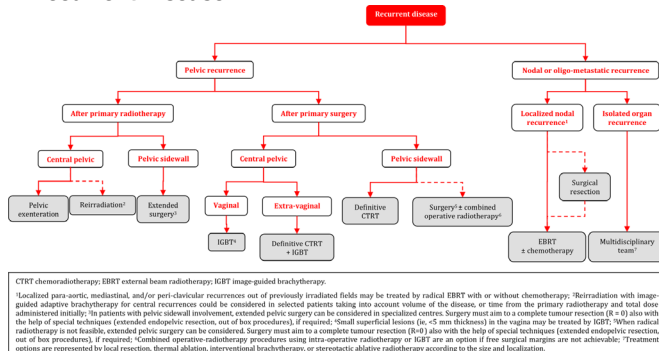 Recurrent disease
Pelvic recurrence
Nodal or oligo-metastatic recurrence
After primary radiotherapy
After primary surgery
Localized nodal
recurrence¹
Isolated organ
recurrence
Central pelvic
Pelvic sidewall
Central pelvic
Pelvic sidewall
Surgical
resection
Pelvic
exenteration
Reirradiation²
Extended
surgery³
Vaginal
Extra-vaginal
Definitive
CTRT
Surgery⁵ ± combined
operative radiotherapy⁶
IGBT⁴
Definitive CTRT
+ IGBT
EBRT
± chemotherapy
Multidisciplinary
team⁷
CTRT chemoradiotherapy; EBRT external beam radiotherapy; IGBT image-guided brachytherapy.
¹Localized para-aortic, mediastinal, and/or peri-clavicular recurrences out of previously irradiated fields may be treated by radical EBRT with or without chemotherapy; ²Reirradiation with image-
guided adaptive brachytherapy for central recurrences could be considered in selected patients taking into account volume of the disease, or time from the primary radiotherapy and total dose
administered initially; ³In patients with pelvic sidewall involvement, extended pelvic surgery can be considered in specialized centres. Surgery must aim to a complete tumour resection (R = 0) also with
the help of special techniques (extended endopelvic resection, out of box procedures), if required; ⁴Small superficial lesions (ie, <5 mm thickness) in the vagina may be treated by IGBT; ⁵When radical
radiotherapy is not feasible, extended pelvic surgery can be considered. Surgery must aim to a complete tumour resection (R=0) also with the help of special techniques (extended endopelvic resection,
out of box procedures), if required; ⁶Combined operative-radiotherapy procedures using intra-operative radiotherapy or IGBT are an option if free surgical margins are not achievable; ⁷Treatment
options are represented by local resection, thermal ablation, interventional brachytherapy, or stereotactic ablative radiotherapy according to the size and localization.